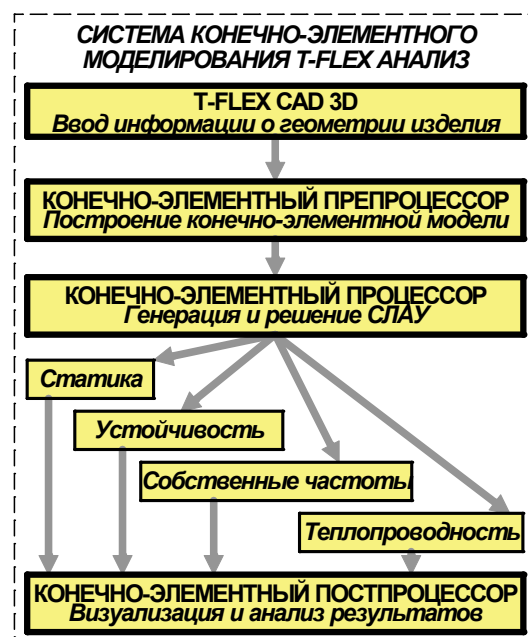 СИСТЕМА КОНЕЧНО-ЭЛЕМЕНТНОГО
МОДЕЛИРОВАНИЯ T-FLEX АНАЛИЗ
T-FLEX CAD 3D
Ввод информации о геометрии изделия
КОНЕЧНО-ЭЛЕМЕНТНЫЙ ПРЕПРОЦЕССОР
Построение конечно-элементной модели
КОНЕЧНО-ЭЛЕМЕНТНЫЙ ПРОЦЕССОР
Генерация и решение СЛАУ
Статика
Устойчивость
Собственные частоты
Теплопроводность
КОНЕЧНО-ЭЛЕМЕНТНЫЙ ПОСТПРОЦЕССОР
Визуализация и анализ результатов